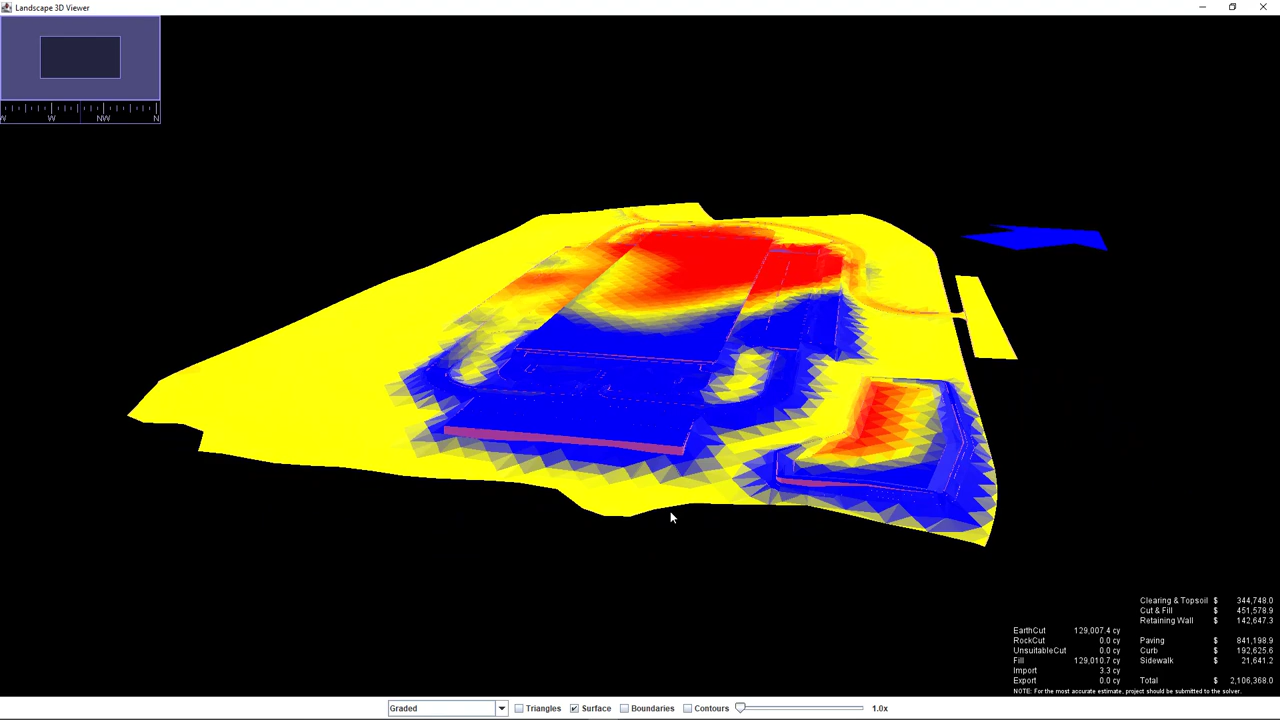 Landscape 3D Viewer
W W NW N
Clearing & Topsoil $ 344,748.0
Cut & Fill $ 451,578.9
Retaining Wall $ 142,647.3
EarthCut 129,007.4 cy
RockCut 0.0 cy Paving $ 841,198.9
UnsuitableCut 0.0 cy Curb $ 192,625.6
Fill 129,010.7 cy Sidewalk $ 21,641.2
Import 3.3 cy
Export 0.0 cy Total $ 2,106,368.0
NOTE: For the most accurate estimate, project should be submitted to the solver.
Graded Triangles Surface Boundaries Contours 1.0x